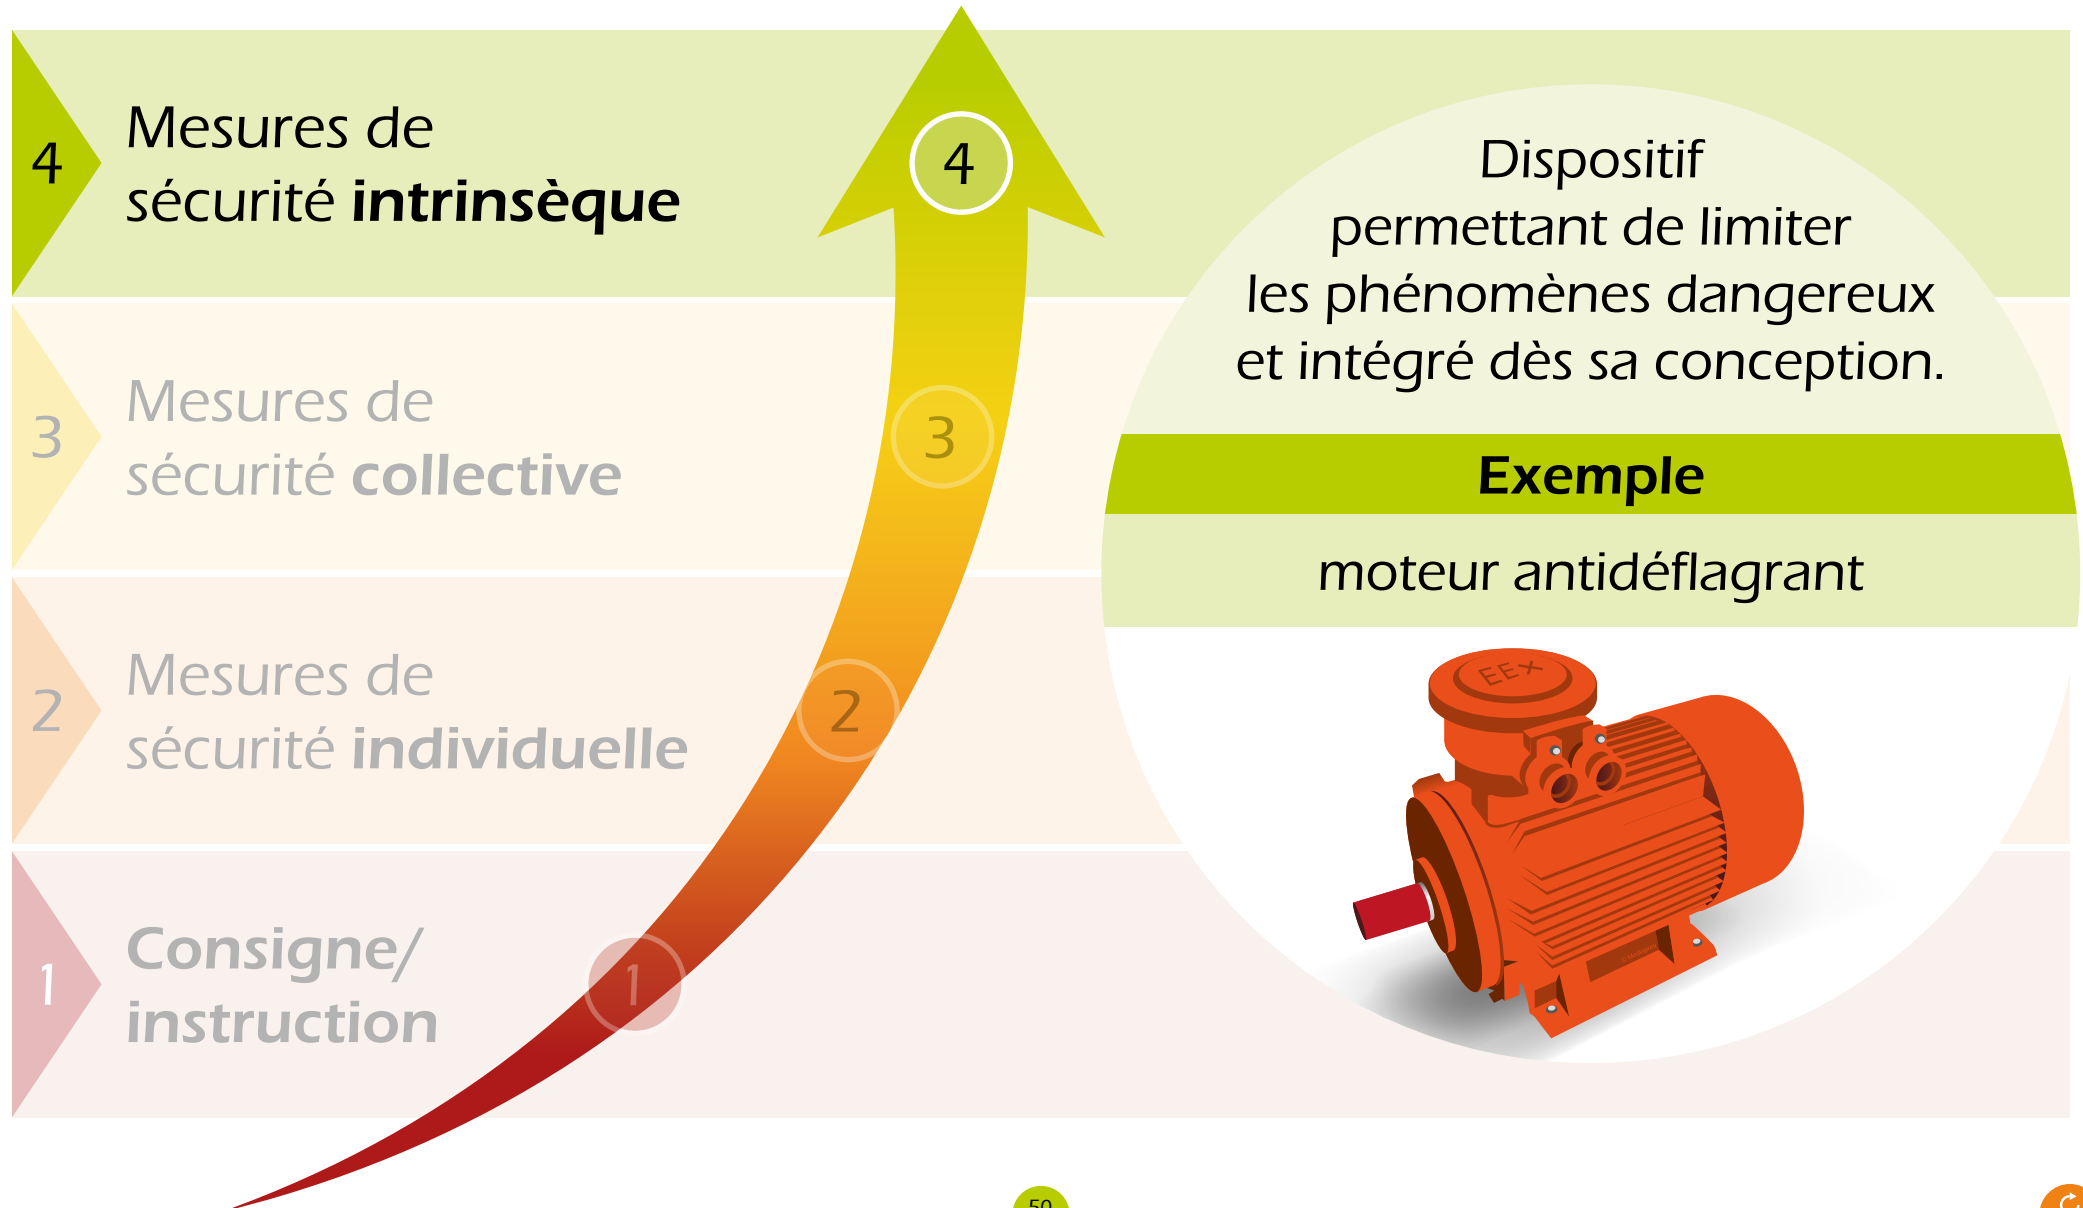 4
Mesures de
sécurité intrinsèque
4
3
Mesures de
sécurité collective
3
2
Mesures de
sécurité individuelle
2
1
Consigne/
instruction
1
Dispositif
permettant de limiter
les phénomènes dangereux
et intégré dès sa conception.
Exemple
moteur antidéflagrant
EEX
50